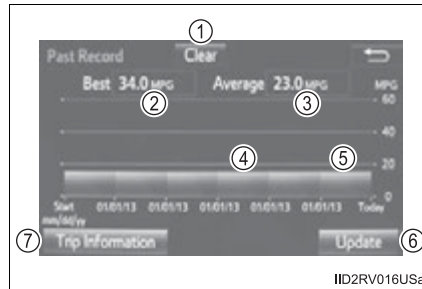 ①
Past Record Clear
Best 34.0 MPG Average 23.0 MPG MPG
② ③
60
40
④ ⑤
20
0
Start 01/01/13 01/01/13 01/01/13 01/01/13 01/01/13 Today
mm/dd/yy
⑦ Trip Information Update ⑥
IID2RV016USa